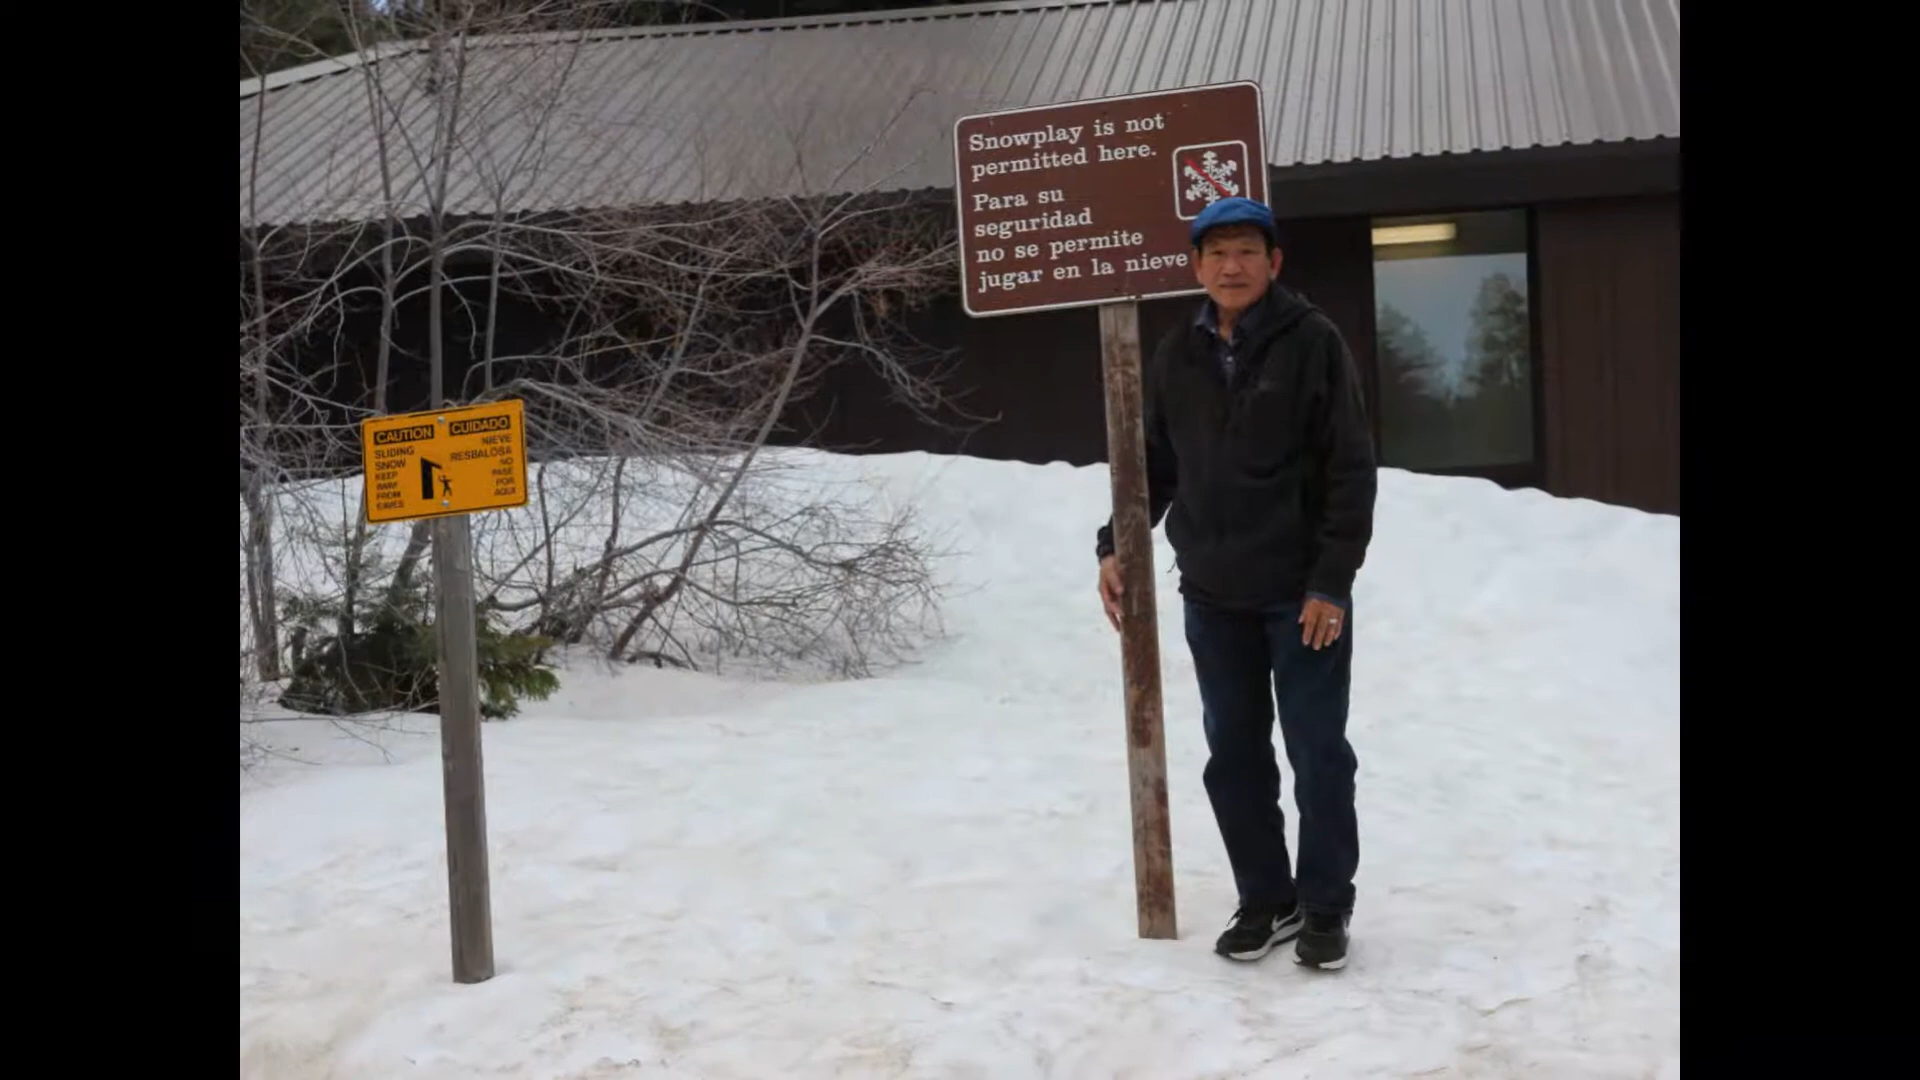 CAUTION
SLIDING
SNOW
KEEP
AWAY
FROM
EAVES
CUIDADO
NIEVE
RESBALOSA
NO
PASE
POR
AQUI
Snowplay is not
permitted here.
Para su
seguridad
no se permite
jugar en la nieve